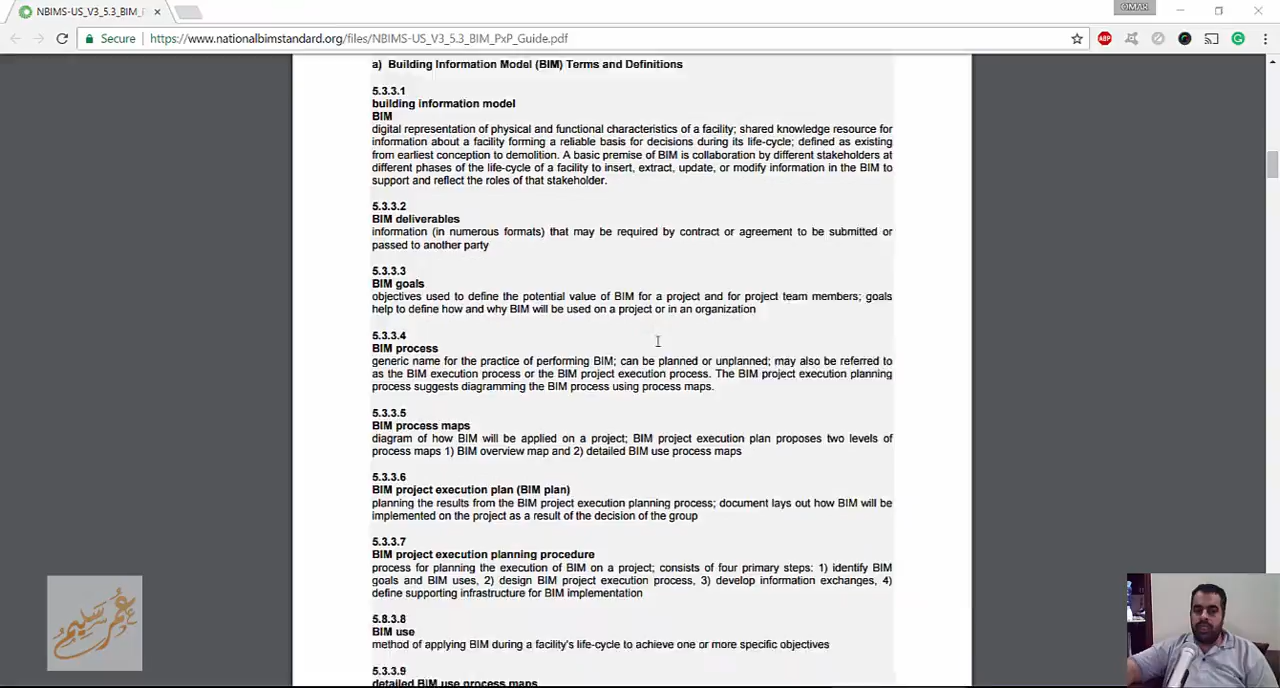 NBIMS-US_V3_5.3_BIM_P
OMAR
Secure
https://www.nationalbimstandard.org/files/NBIMS-US_V3_5.3_BIM_PxP_Guide.pdf
ABP
a) Building Information Model (BIM) Terms and Definitions
5.3.3.1
building information model
BIM
digital representation of physical and functional characteristics of a facility; shared knowledge resource for
information about a facility forming a reliable basis for decisions during its life-cycle; defined as existing
from earliest conception to demolition. A basic premise of BIM is collaboration by different stakeholders at
different phases of the life-cycle of a facility to insert, extract, update, or modify information in the BIM to
support and reflect the roles of that stakeholder.
5.3.3.2
BIM deliverables
information (in numerous formats) that may be required by contract or agreement to be submitted or
passed to another party
5.3.3.3
BIM goals
objectives used to define the potential value of BIM for a project and for project team members; goals
help to define how and why BIM will be used on a project or in an organization
5.3.3.4
BIM process
generic name for the practice of performing BIM; can be planned or unplanned; may also be referred to
as the BIM execution process or the BIM project execution process. The BIM project execution planning
process suggests diagramming the BIM process using process maps.
5.3.3.5
BIM process maps
diagram of how BIM will be applied on a project; BIM project execution plan proposes two levels of
process maps 1) BIM overview map and 2) detailed BIM use process maps
5.3.3.6
BIM project execution plan (BIM plan)
planning the results from the BIM project execution planning process; document lays out how BIM will be
implemented on the project as a result of the decision of the group
5.3.3.7
BIM project execution planning procedure
process for planning the execution of BIM on a project; consists of four primary steps: 1) identify BIM
goals and BIM uses, 2) design BIM project execution process, 3) develop information exchanges, 4)
define supporting infrastructure for BIM implementation
5.8.3.8
BIM use
method of applying BIM during a facility's life-cycle to achieve one or more specific objectives
5.3.3.9
detailed BIM use process maps
عمر سليم